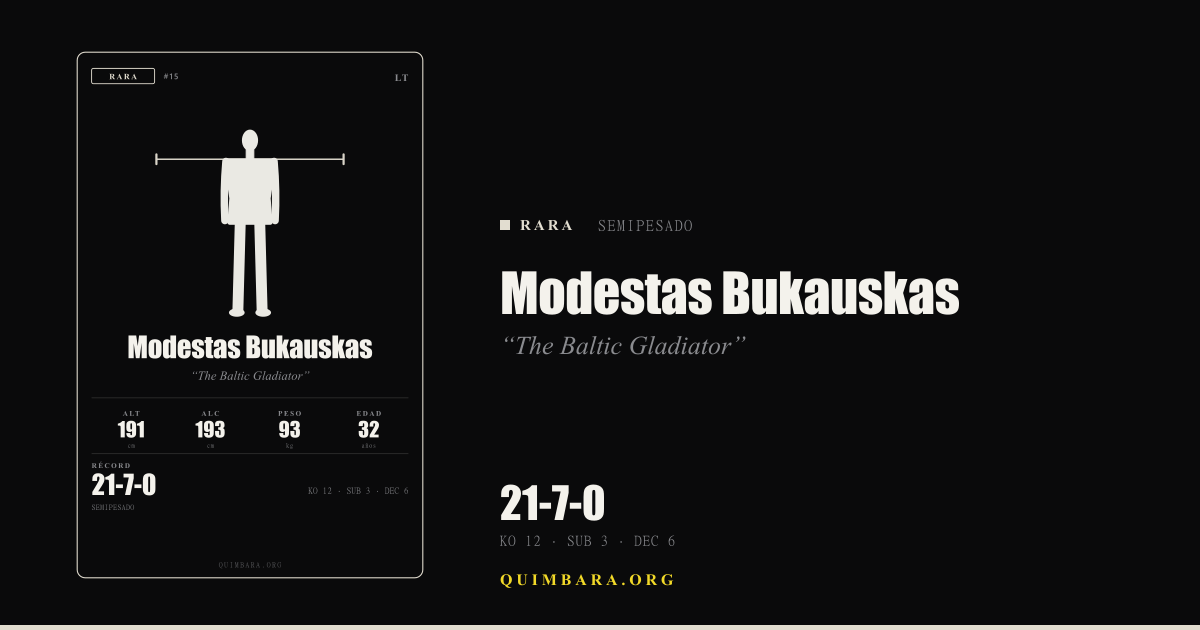 RARA #15 LT
Modestas Bukauskas
“The Baltic Gladiator”
ALT ALC PESO EDAD
191 193 93 32
cm cm kg años
RÉCORD
21-7-0 KO 12 · SUB 3 · DEC 6
SEMIPESADO
QUIMBARA.ORG
RARA SEMIPESADO
Modestas Bukauskas
“The Baltic Gladiator”
21-7-0
KO 12 · SUB 3 · DEC 6
QUIMBARA.ORG